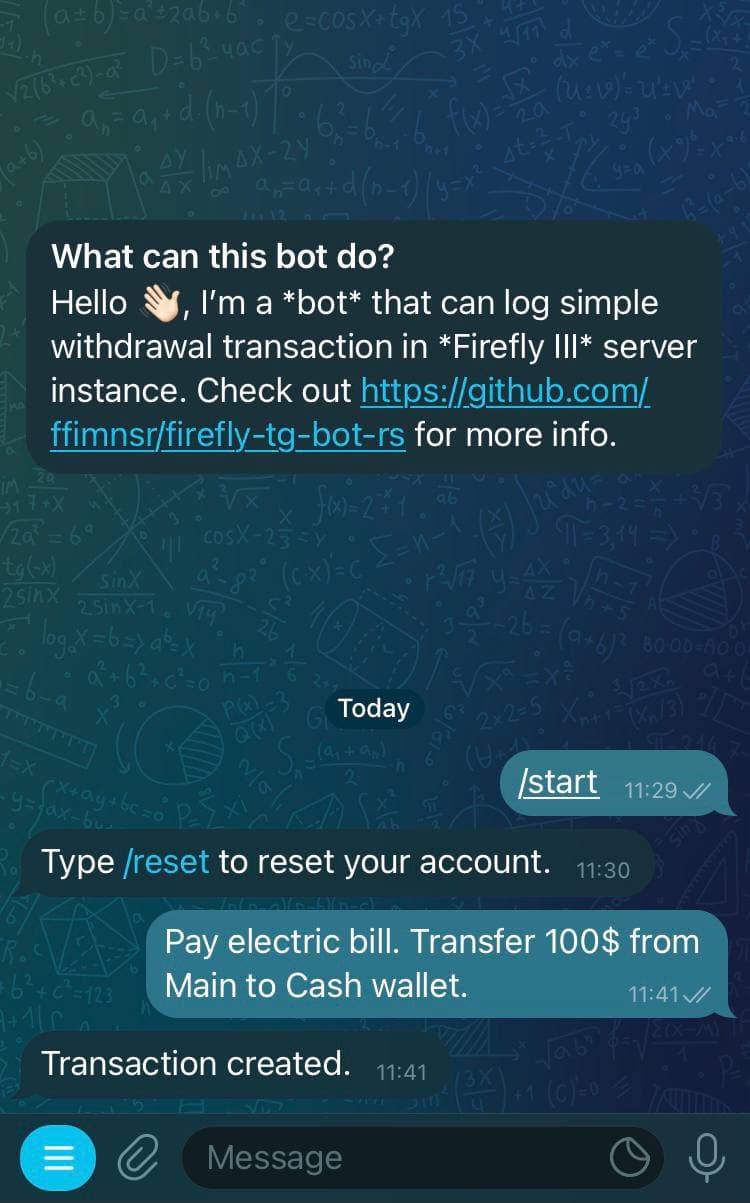 What can this bot do?
Hello 👋🏻, I’m a *bot* that can log simple
withdrawal transaction in *Firefly III* server
instance. Check out https://github.com/
ffimnsr/firefly-tg-bot-rs for more info.
Today
/start 11:29
Type /reset to reset your account. 11:30
Pay electric bill. Transfer 100$ from
Main to Cash wallet. 11:41
Transaction created. 11:41
Message